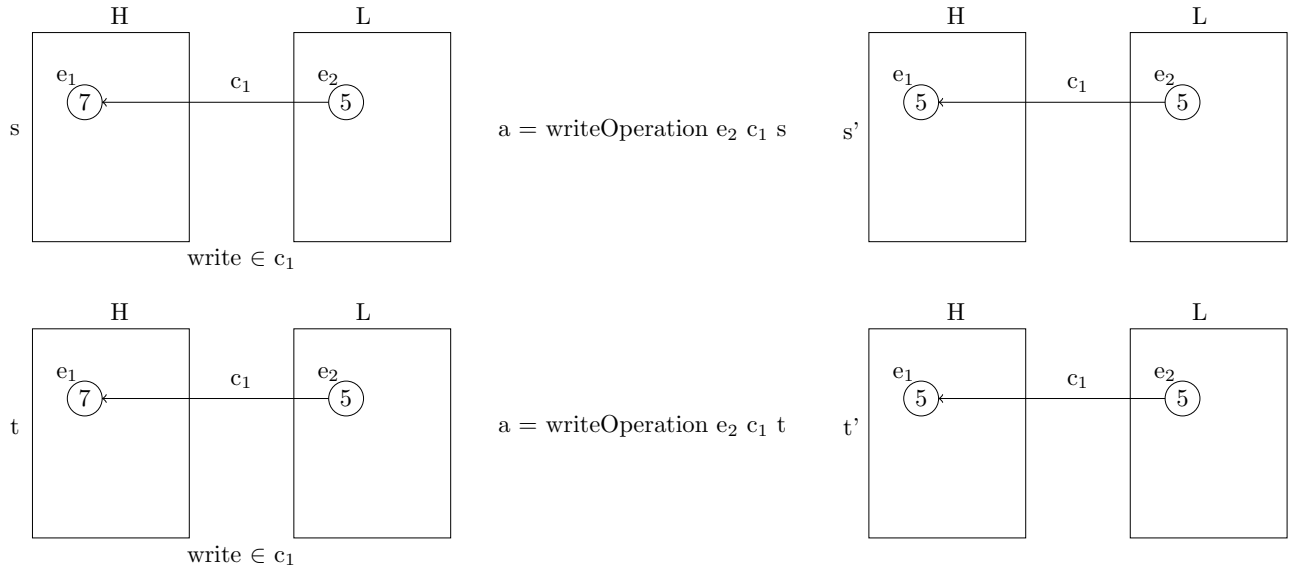 H L H L
e₁ c₁ e₂ e₁ c₁ e₂
7 5 5 5
s a = writeOperation e₂ c₁ s s'
write ∈ c₁
H L H L
e₁ c₁ e₂ e₁ c₁ e₂
7 5 5 5
t a = writeOperation e₂ c₁ t t'
write ∈ c₁